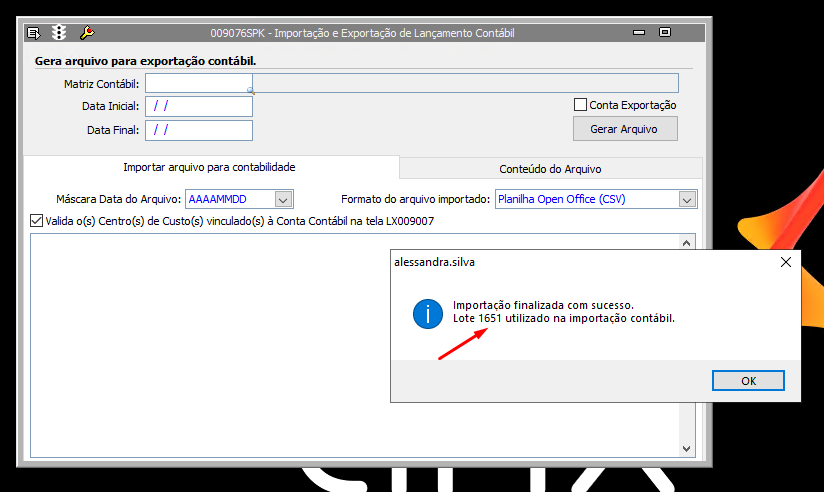 009076SPK - Importação e Exportação de Lançamento Contábil
Gera arquivo para exportação contábil.
Matriz Contábil:
Data Inicial: / /
Conta Exportação
Data Final: / /
Gerar Arquivo
Importar arquivo para contabilidade
Conteúdo do Arquivo
Máscara Data do Arquivo: AAAAMMDD
Formato do arquivo importado: Planilha Open Office (CSV)
Valida o(s) Centro(s) de Custo(s) vinculado(s) à Conta Contábil na tela LX009007
alessandra.silva
Importação finalizada com sucesso.
Lote 1651 utilizado na importação contábil.
OK